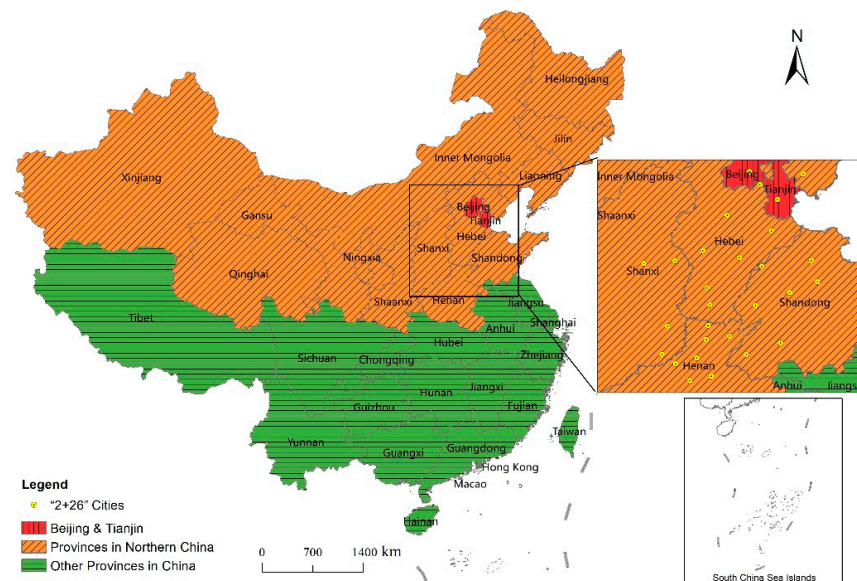 N
Heilongjiang
Jilin
Inner Mongolia
Liaoning
Xinjiang
Gansu
Beijing
Tianjin
Hebei
Ningxia
Shanxi
Shandong
Qinghai
Shaanxi
Henan
Jiangsu
Tibet
Anhui
Shanghai
Hubei
Sichuan
Chongqing
Zhejiang
Hunan
Jiangxi
Guizhou
Fujian
Yunnan
Guangxi
Guangdong
Taiwan
Hong Kong
Macao
Hainan
Inner Mongolia
Beijing
Tianjin
Shaanxi
Hebei
Shanxi
Shandong
Henan
Anhui
Jiangs
South China Sea Islands
Legend
“2+26” Cities
Beijing & Tianjin
Provinces in Northern China
Other Provinces in China
0 700 1400 km